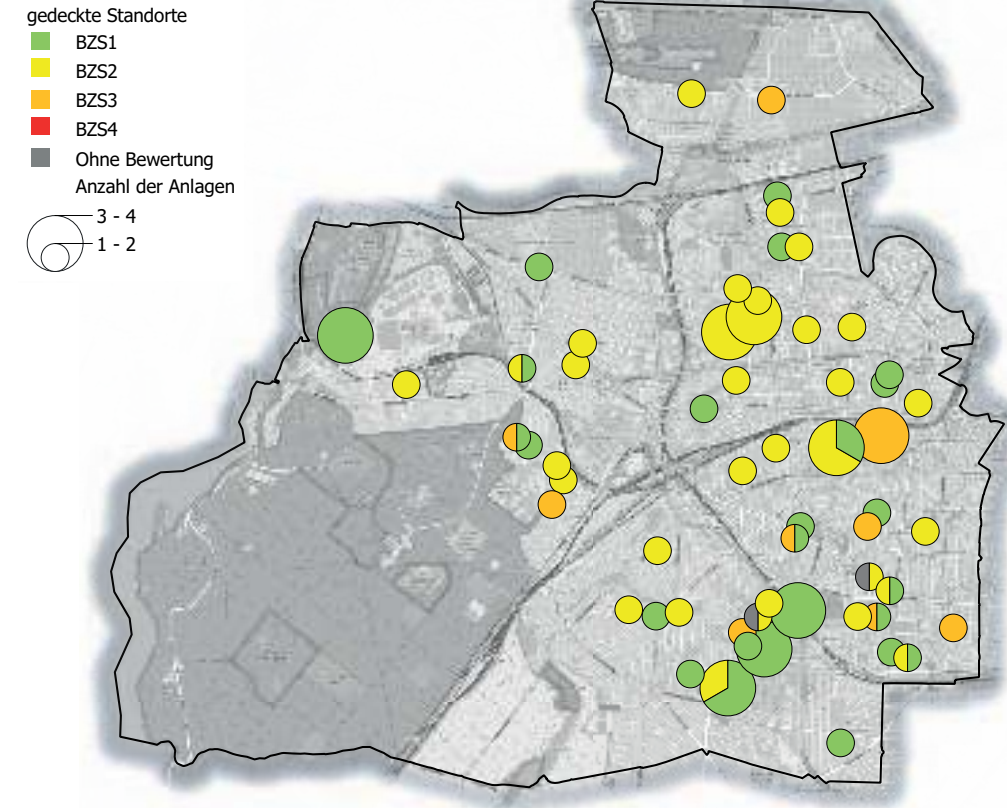 gedeckte Standorte
BZS1
BZS2
BZS3
BZS4
Ohne Bewertung
Anzahl der Anlagen
3 - 4
1 - 2